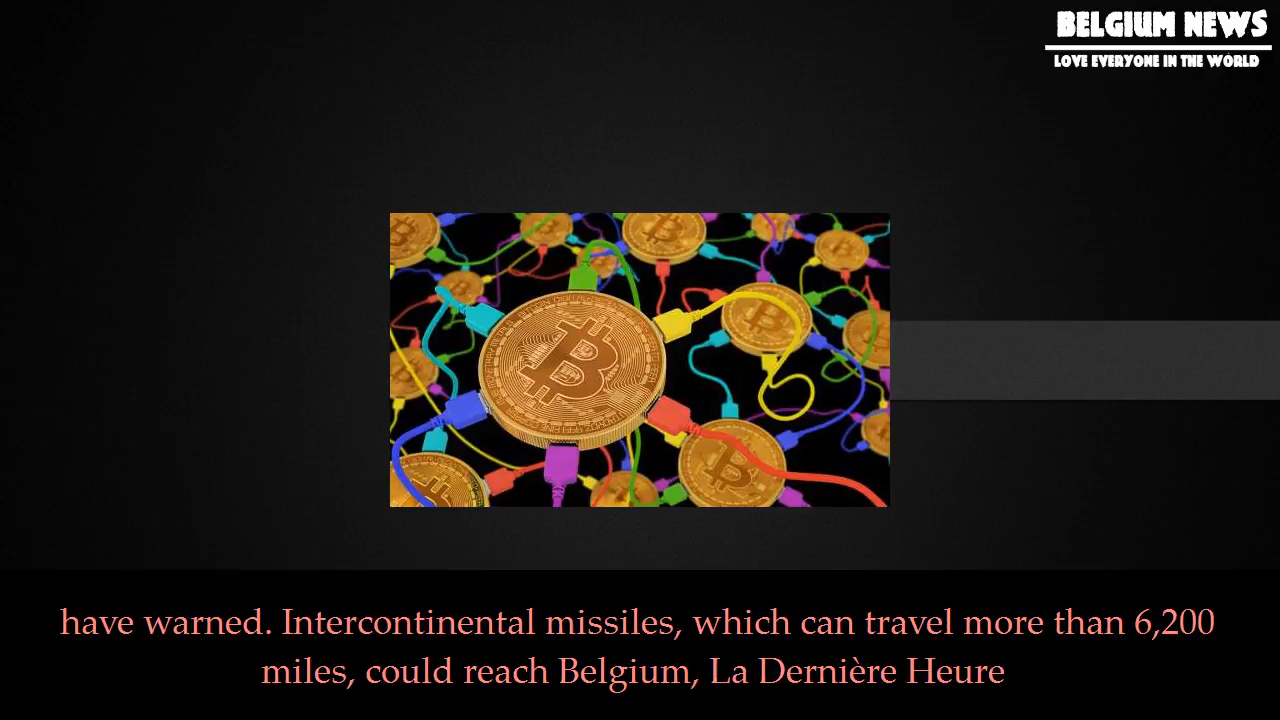 BELGIUM NEWS
LOVE EVERYONE IN THE WORLD
have warned. Intercontinental missiles, which can travel more than 6,200
miles, could reach Belgium, La Dernière Heure